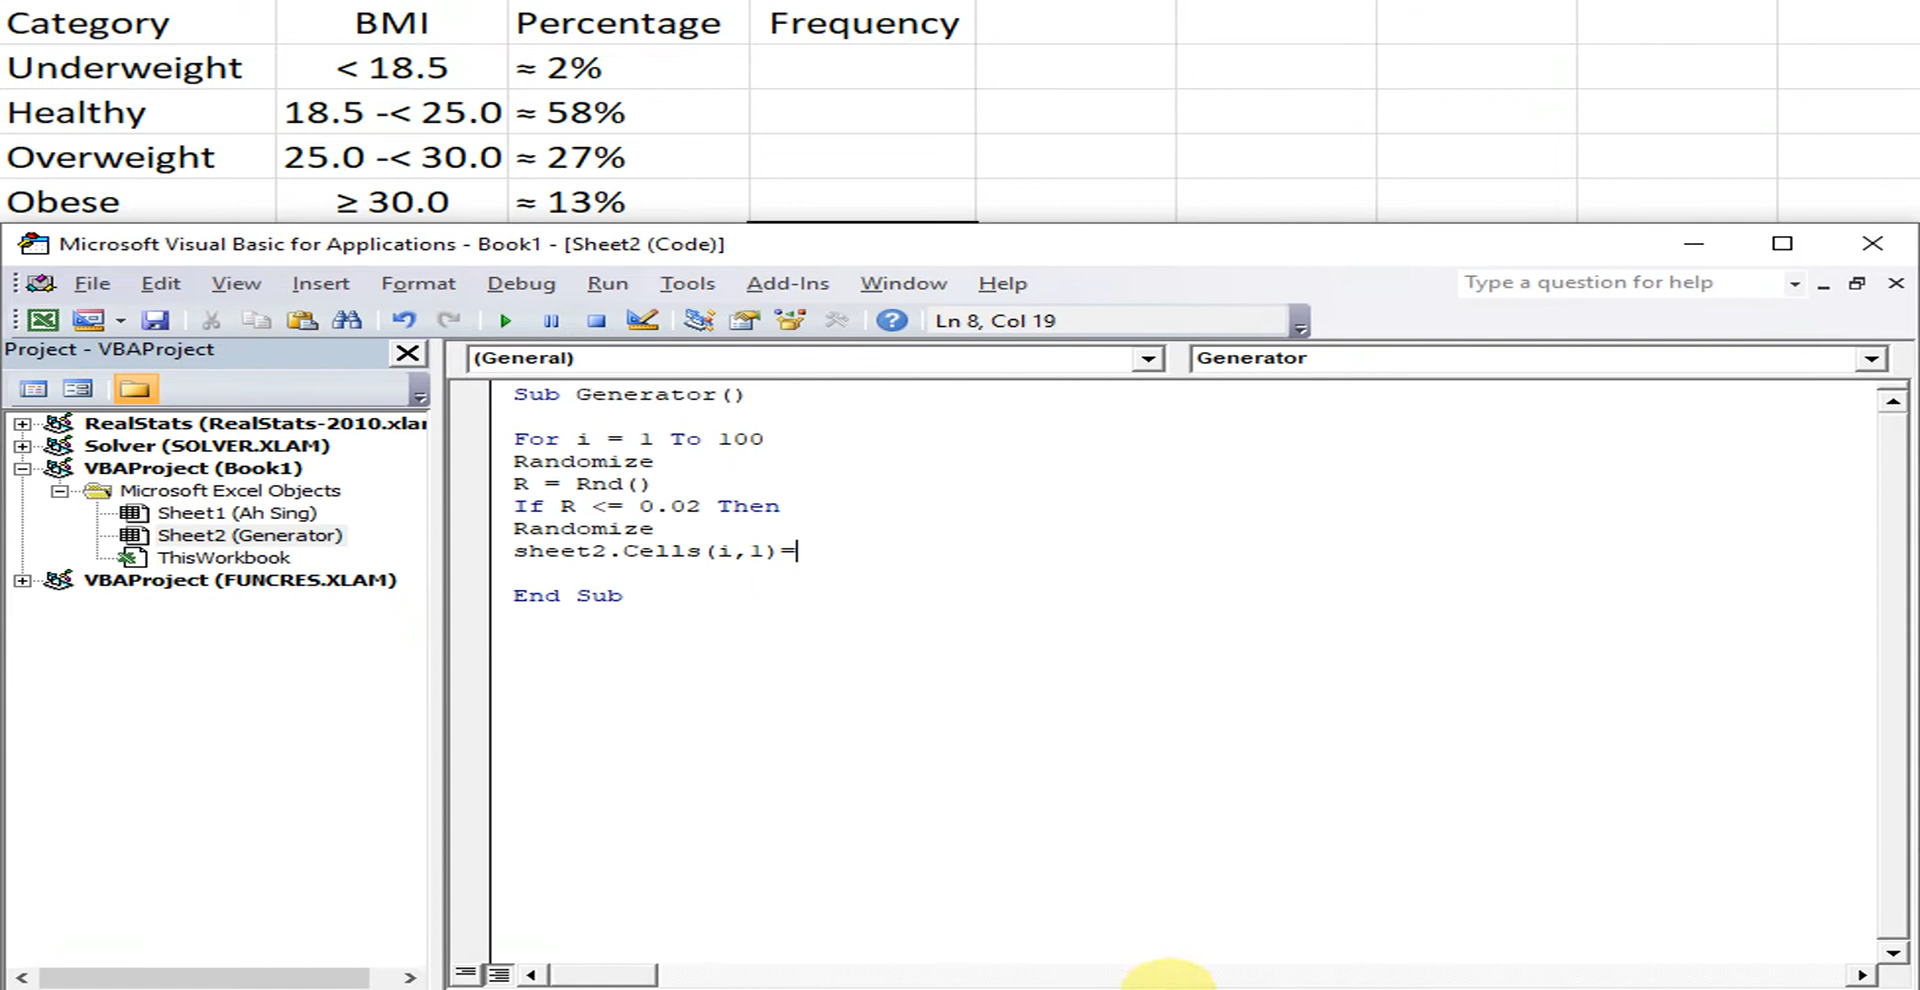 Category BMI Percentage Frequency
Underweight < 18.5 ≈ 2%
Healthy 18.5 -< 25.0 ≈ 58%
Overweight 25.0 -< 30.0 ≈ 27%
Obese ≥ 30.0 ≈ 13%
Microsoft Visual Basic for Applications - Book1 - [Sheet2 (Code)]
File Edit View Insert Format Debug Run Tools Add-Ins Window Help Type a question for help
Ln 8, Col 19
Project - VBAProject
(General) Generator
RealStats (RealStats-2010.xlar
Solver (SOLVER.XLAM)
VBAProject (Book1)
Microsoft Excel Objects
Sheet1 (Ah Sing)
Sheet2 (Generator)
ThisWorkbook
VBAProject (FUNCRES.XLAM)
Sub Generator()
For i = 1 To 100
Randomize
R = Rnd()
If R <= 0.02 Then
Randomize
sheet2.Cells(i,1)=
End Sub